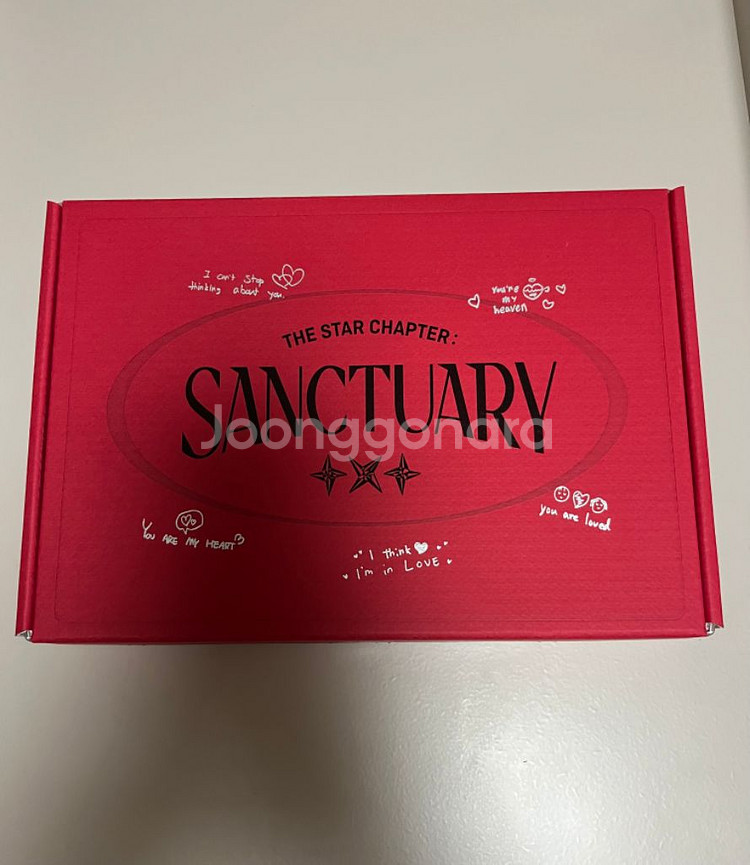 I can't stop
thinking about you.
You're
my
heaven
THE STAR CHAPTER:
SANCTUARY
Joonggonara
YOU ARE MY HEART
you are loved
I think
I'm in LOVE